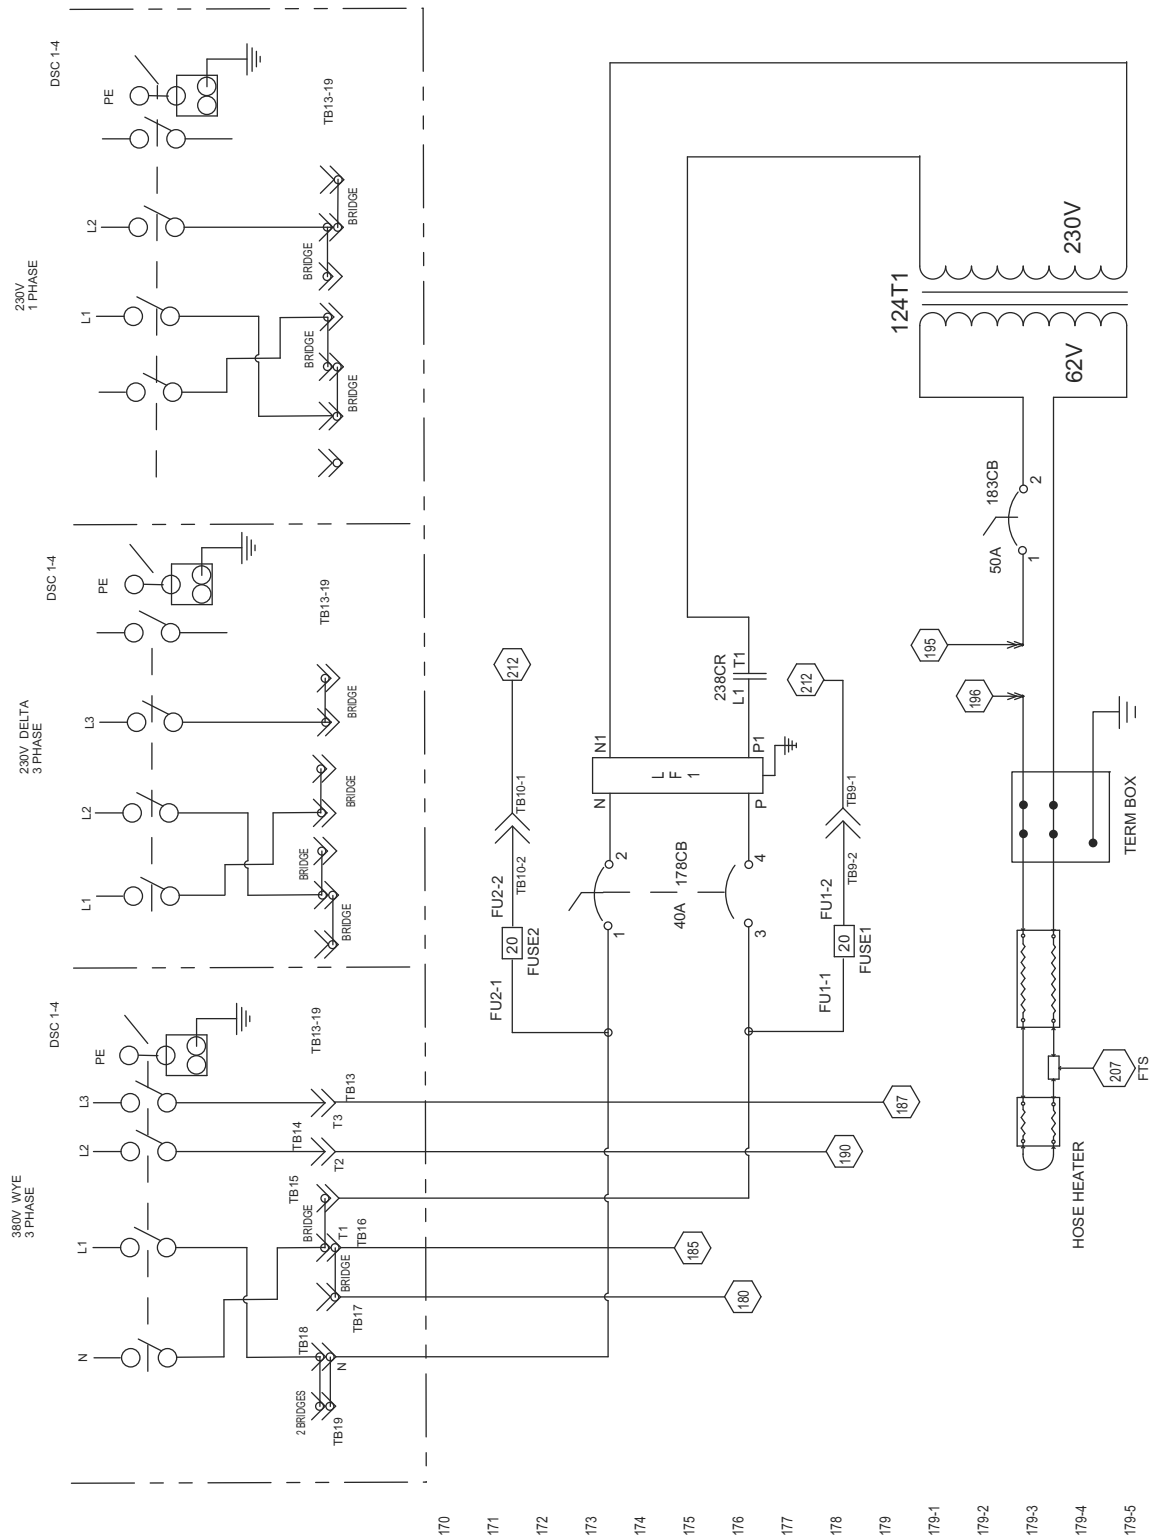 380V WYE
3 PHASE
N
L1
L2
L3
PE
DSC 1-4
2 BRIDGES
TB19
TB18
N
TB17
BRIDGE
TB16
T1
BRIDGE
TB15
T2
TB14
T3
TB13
TB13-19
230V DELTA
3 PHASE
L1
L2
L3
PE
DSC 1-4
BRIDGE
BRIDGE
BRIDGE
BRIDGE
TB13-19
230V
1 PHASE
L1
L2
PE
DSC 1-4
BRIDGE
BRIDGE
BRIDGE
BRIDGE
TB13-19
170
171
172
173
174
175
176
177
178
179
179-1
179-2
179-3
179-4
179-5
180
185
190
187
FU2-1
20
FUSE2
FU2-2
TB10-2
TB10-1
212
1
2
40A
178CB
3
4
N
N1
LF1
P
P1
238CR
L1
T1
FU1-1
20
FUSE1
FU1-2
TB9-2
TB9-1
212
124T1
62V
230V
195
196
50A
183CB
1
2
HOSE HEATER
207
FTS
TERM BOX